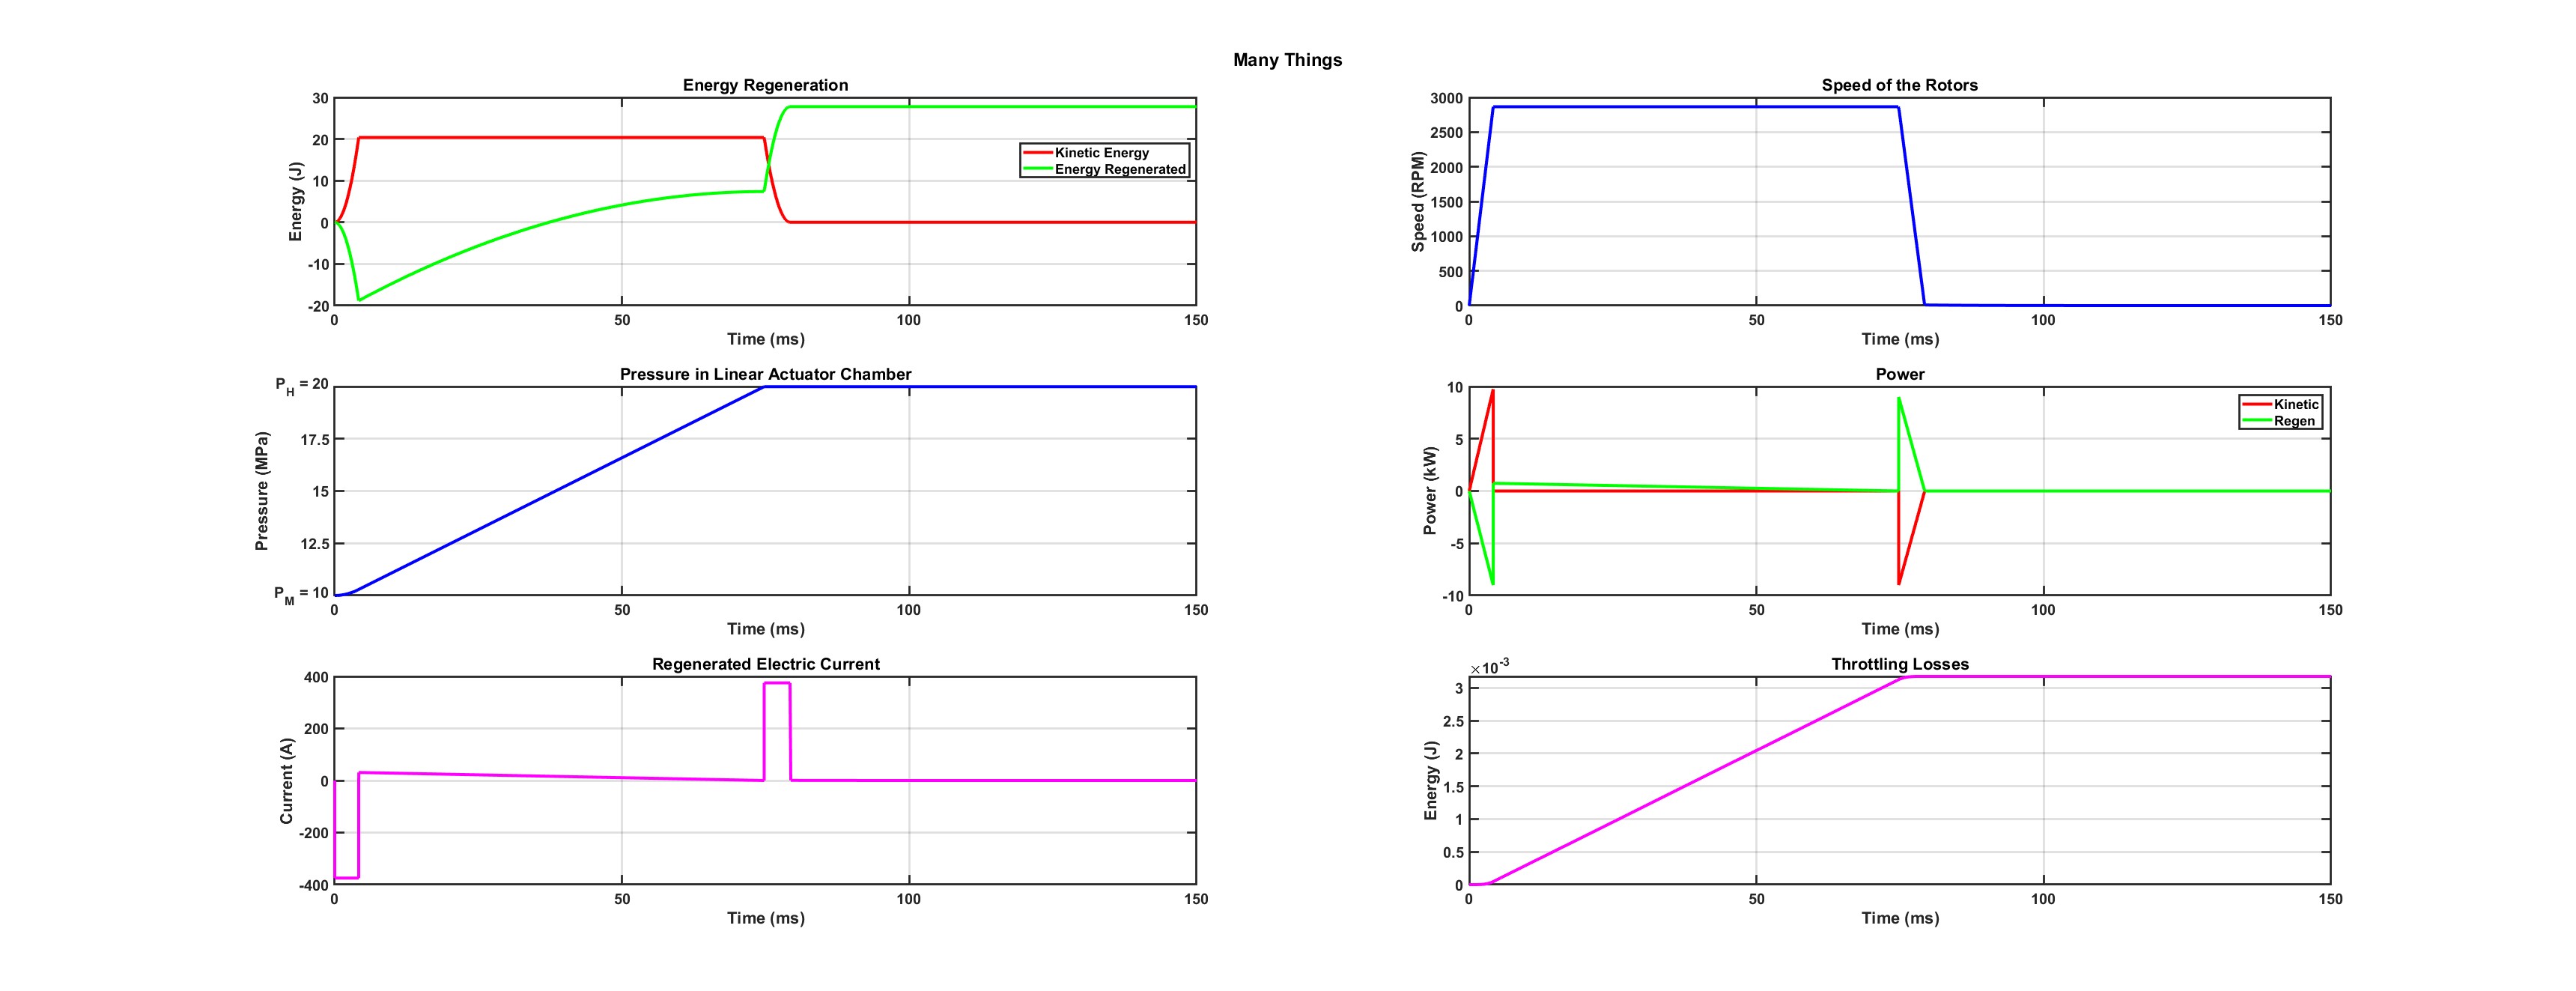 Many Things
Energy Regeneration
30
20
10
0
-10
-20
Energy (J)
Kinetic Energy
Energy Regenerated
0 50 100 150
Time (ms)
Speed of the Rotors
3000
2500
2000
1500
1000
500
0
Speed (RPM)
0 50 100 150
Time (ms)
Pressure in Linear Actuator Chamber
P_H = 20
17.5
15
12.5
P_M = 10
Pressure (MPa)
0 50 100 150
Time (ms)
Power
10
5
0
-5
-10
Power (kW)
Kinetic
Regen
0 50 100 150
Time (ms)
Regenerated Electric Current
400
200
0
-200
-400
Current (A)
0 50 100 150
Time (ms)
Throttling Losses
×10^-3
3
2.5
2
1.5
1
0.5
0
Energy (J)
0 50 100 150
Time (ms)